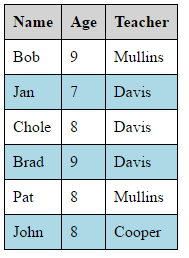 Name Age Teacher
Bob 9 Mullins
Jan 7 Davis
Chole 8 Davis
Brad 9 Davis
Pat 8 Mullins
John 8 Cooper